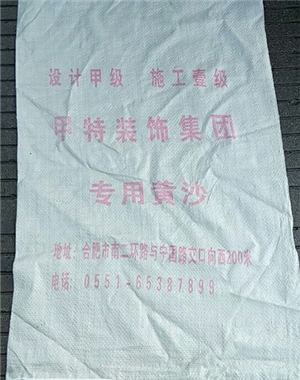 设计甲级 施工壹级
甲特装饰集团
专用黄沙
地址：合肥市南二环路与宁国路交口向西200米
电话：0551-65387899